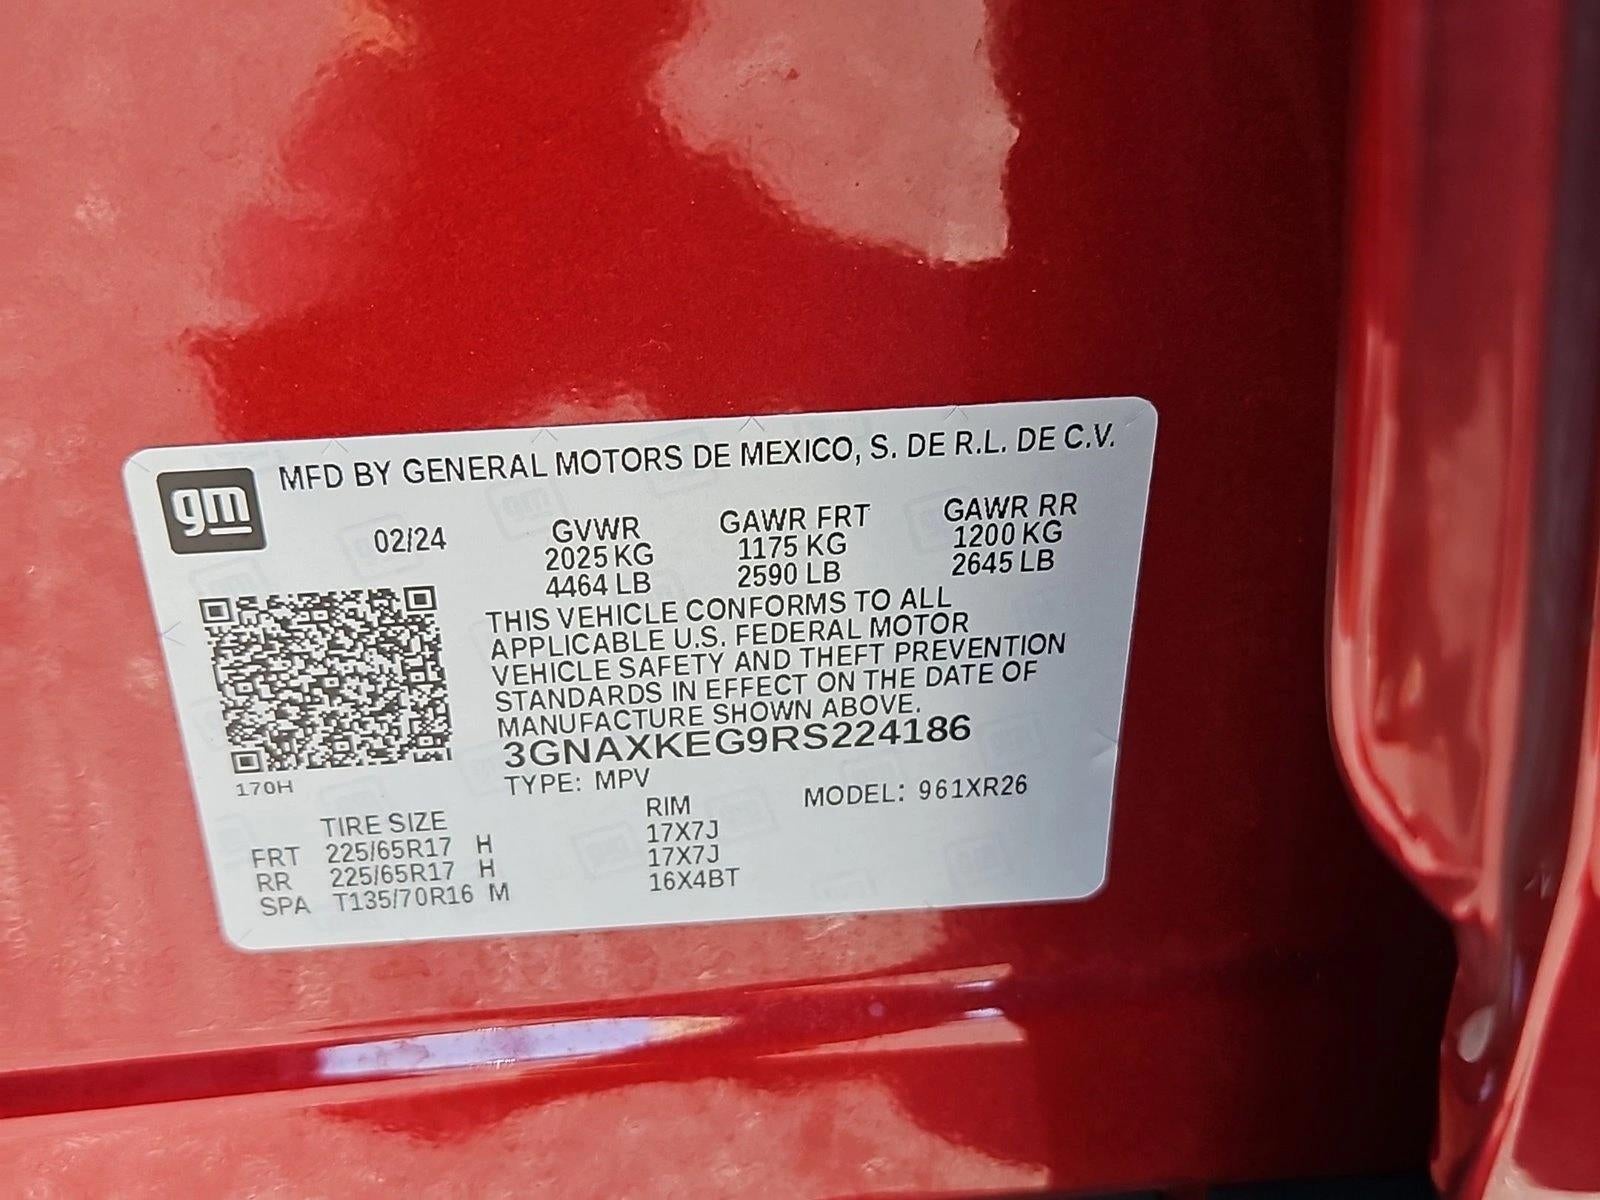 gm
MFD BY GENERAL MOTORS DE MEXICO, S. DE R.L. DE C.V.
02/24 GVWR GAWR FRT GAWR RR
2025 KG 1175 KG 1200 KG
4464 LB 2590 LB 2645 LB
THIS VEHICLE CONFORMS TO ALL
APPLICABLE U.S. FEDERAL MOTOR
VEHICLE SAFETY AND THEFT PREVENTION
STANDARDS IN EFFECT ON THE DATE OF
MANUFACTURE SHOWN ABOVE.
3GNAXKEG9RS224186
170H
TYPE: MPV MODEL: 961XR26
TIRE SIZE RIM
FRT 225/65R17 H 17X7J
RR 225/65R17 H 17X7J
SPA T135/70R16 M 16X4BT